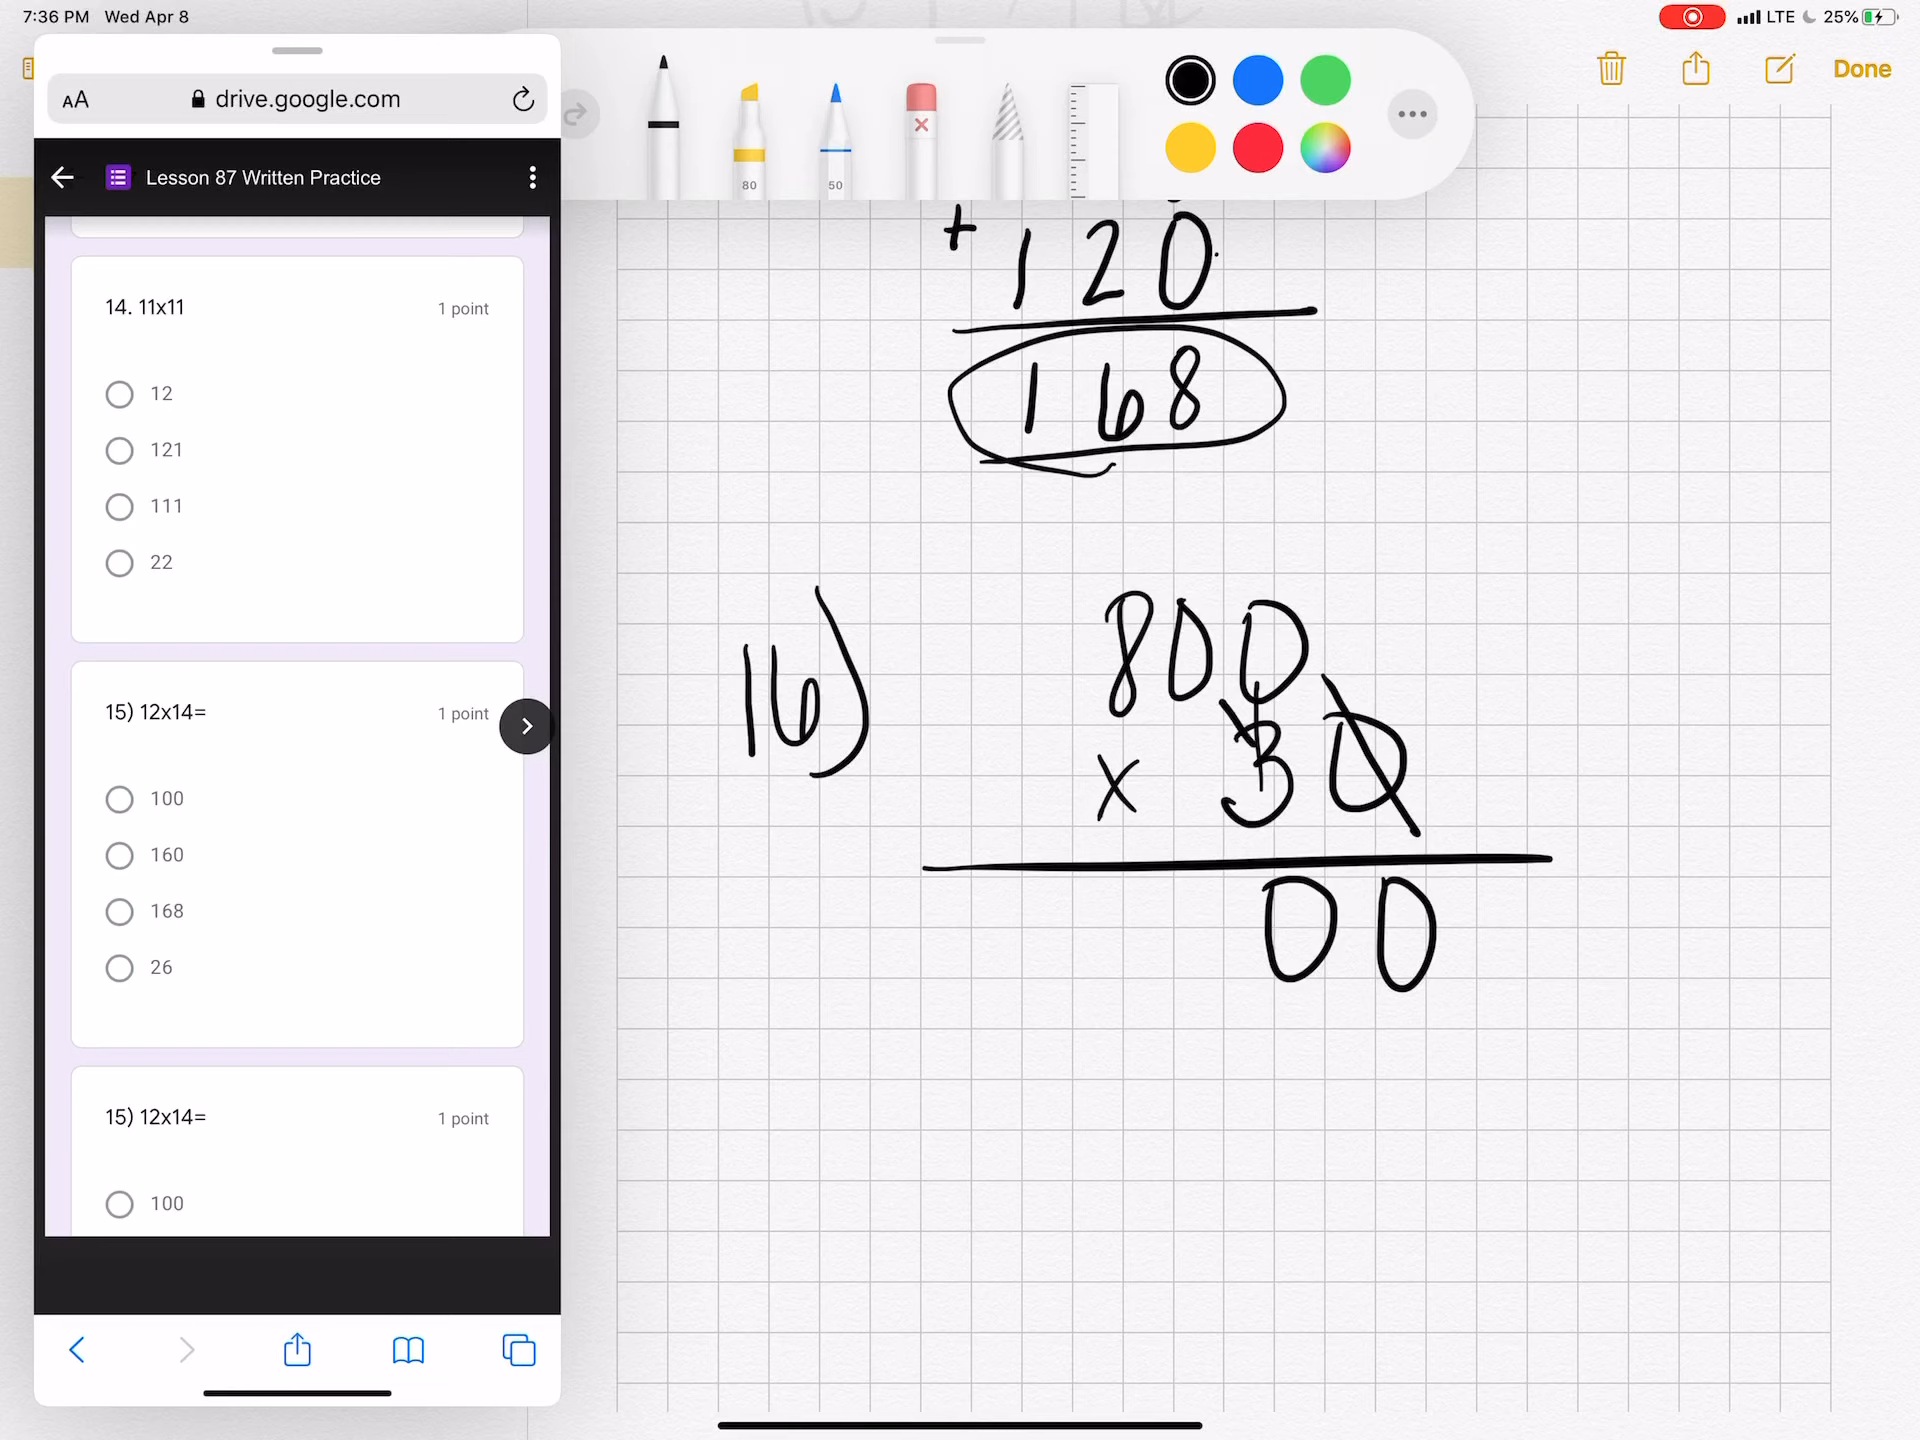 7:36 PM Wed Apr 8
LTE 25%
AA drive.google.com
Done
80
50
Lesson 87 Written Practice
14. 11x11 1 point
12
121
111
22
15) 12x14= 1 point
100
160
168
26
15) 12x14= 1 point
100
+ 120
168
16) 800
x 30
00